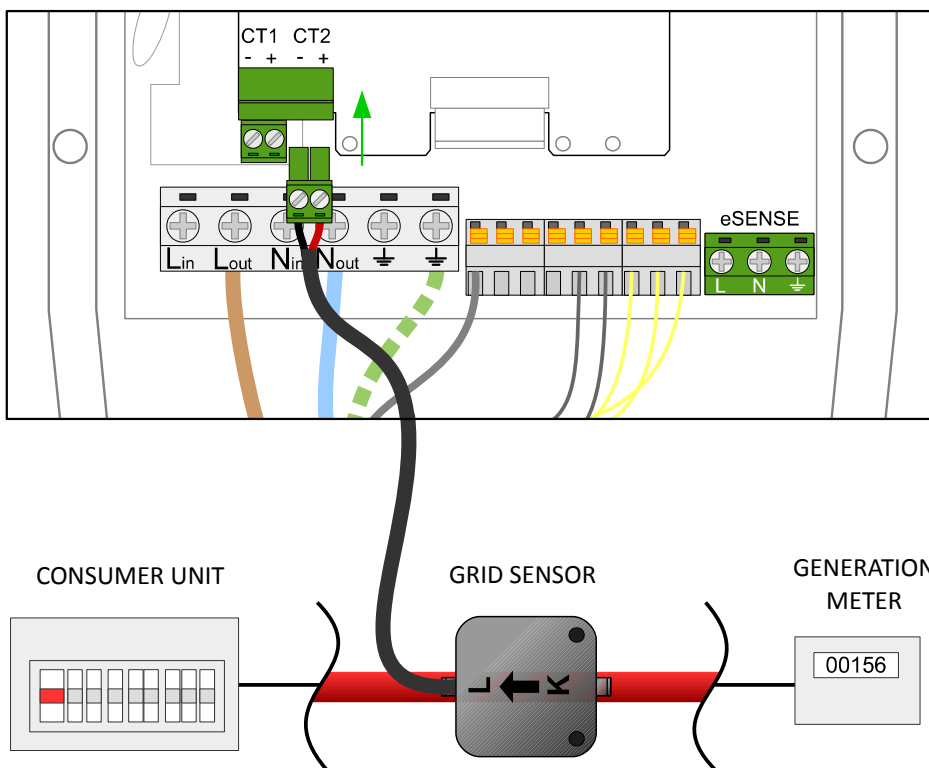 CT1 CT2
- + - +
eSENSE
Lin Lout Nin Nout
L N
CONSUMER UNIT
GRID SENSOR
GENERATION
METER
00156
L K